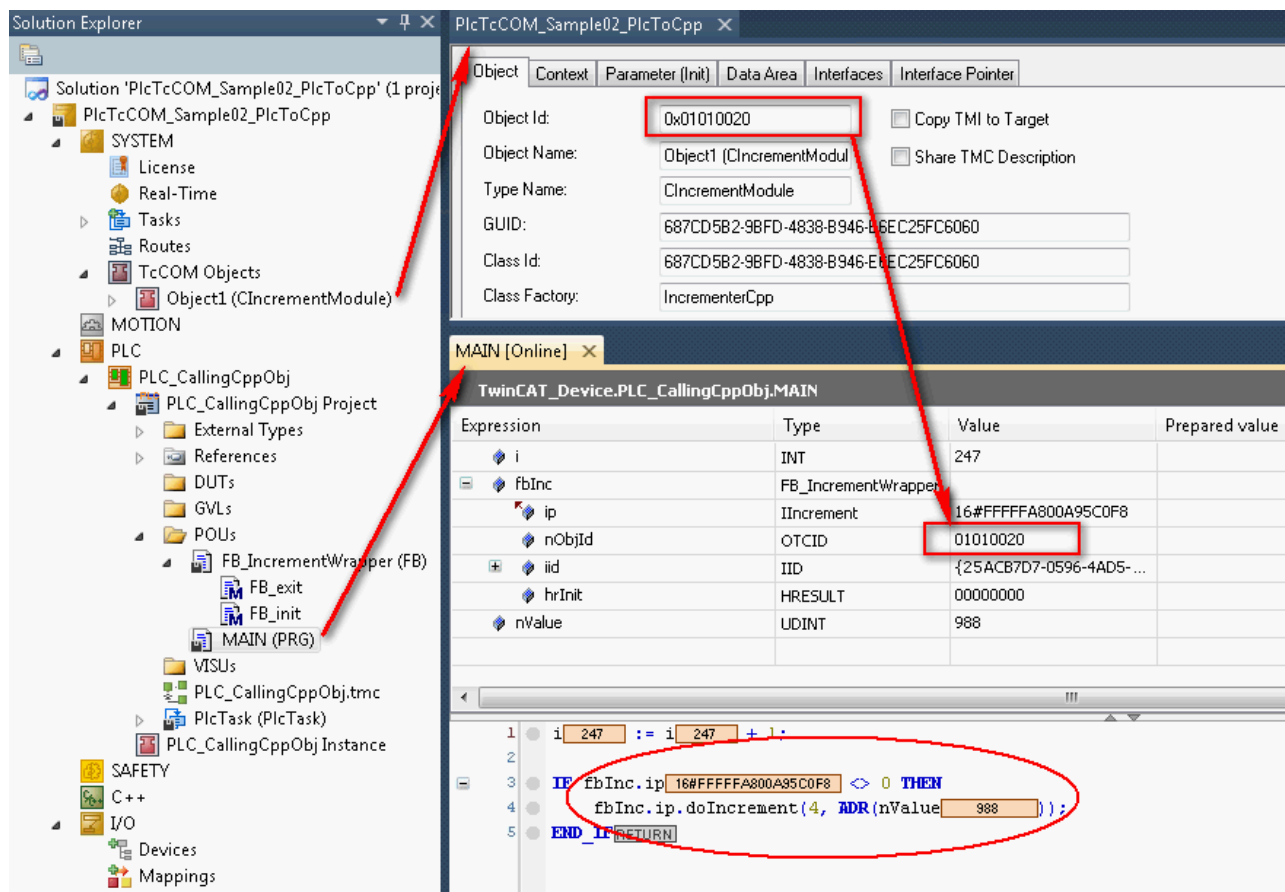 Solution Explorer
Solution 'PlcTcCOM_Sample02_PlcToCpp' (1 proje
PlcTcCOM_Sample02_PlcToCpp
SYSTEM
License
Real-Time
Tasks
Routes
TcCOM Objects
Object1 (CIncrementModule)
MOTION
PLC
PLC_CallingCppObj
PLC_CallingCppObj Project
External Types
References
DUTs
GVLs
POUs
FB_IncrementWrapper (FB)
FB_exit
FB_init
MAIN (PRG)
VISUs
PLC_CallingCppObj.tmc
PlcTask (PlcTask)
PLC_CallingCppObj Instance
SAFETY
C++
I/O
Devices
Mappings
PlcTcCOM_Sample02_PlcToCpp
Object Context Parameter (Init) Data Area Interfaces Interface Pointer
Object Id: 0x01010020 Copy TMI to Target
Object Name: Object1 (CIncrementModul Share TMC Description
Type Name: CIncrementModule
GUID: 687CD5B2-9BFD-4838-B946-E6EC25FC6060
Class Id: 687CD5B2-9BFD-4838-B946-E6EC25FC6060
Class Factory: IncrementerCpp
MAIN [Online]
TwinCAT_Device.PLC_CallingCppObj.MAIN
Expression Type Value Prepared value
i INT 247
fbInc FB_IncrementWrapper
ip IIncrement 16#FFFFFA800A95C0F8
nObjId OTCID 01010020
iid IID {25ACB7D7-0596-4AD5-...
hrInit HRESULT 00000000
nValue UDINT 988
1 i 247 := i 247 + 1;
2
3 IF fbInc.ip 16#FFFFFA800A95C0F8 <> 0 THEN
4 fbInc.ip.doIncrement(4, ADR(nValue 988 ));
5 END_IF RETURN